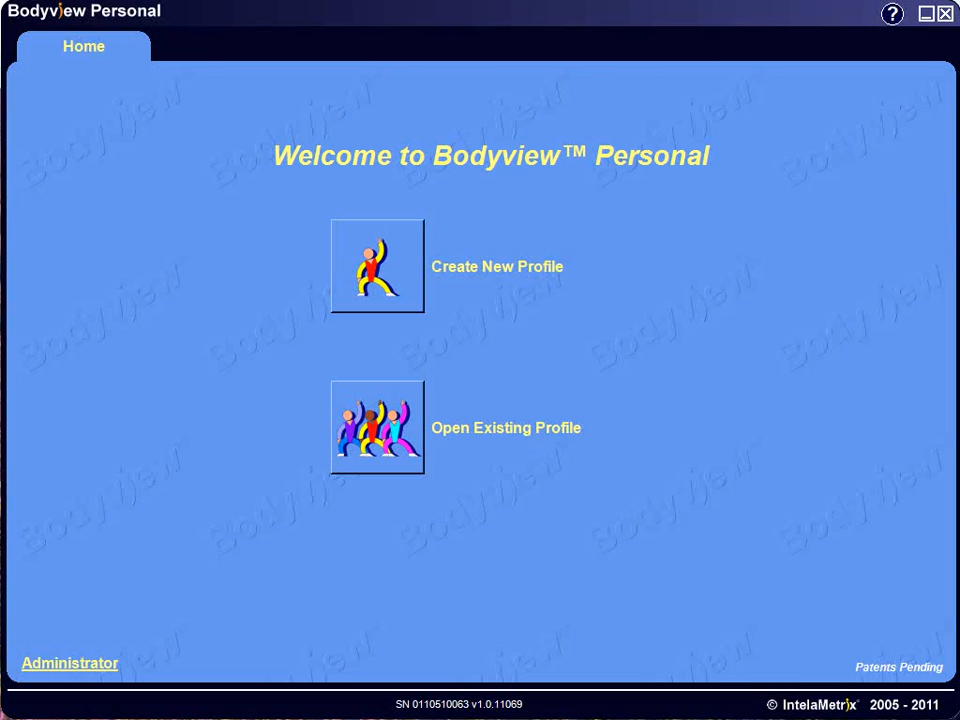 Bodyview Personal
?
Home
Welcome to Bodyview™ Personal
Create New Profile
Open Existing Profile
Administrator
Patents Pending
SN 0110510063 v1.0.11069
© IntelaMetrix® 2005 - 2011